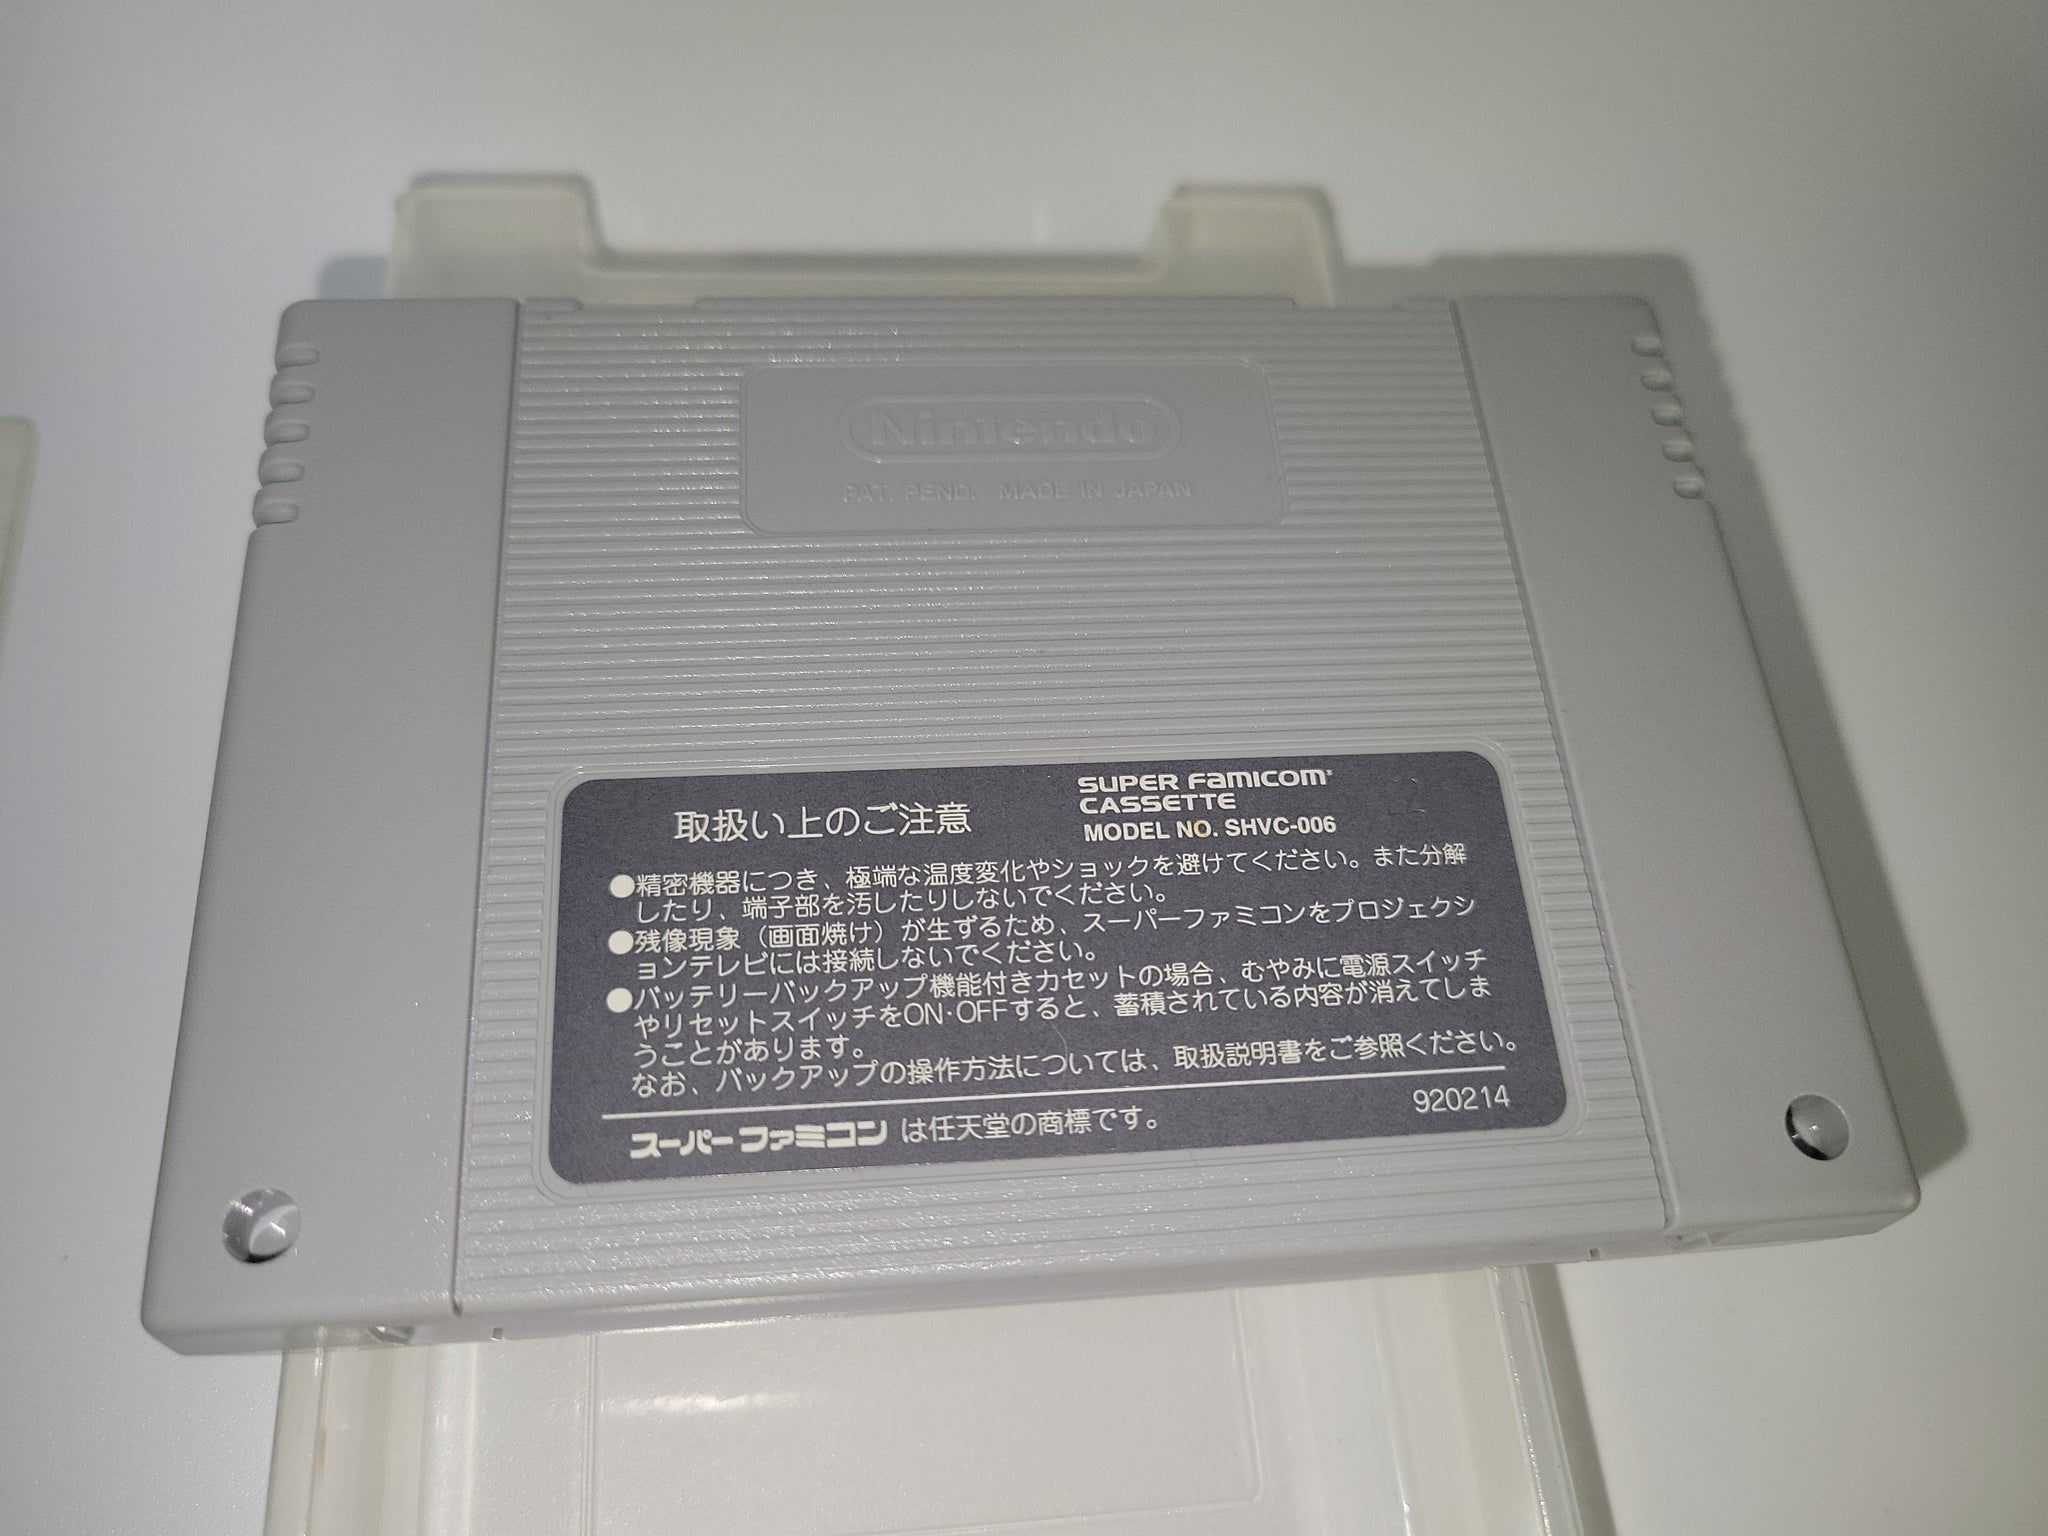 Nintendo
PAT. PEND. MADE IN JAPAN
取扱い上のご注意
SUPER FAMICOM
CASSETTE
MODEL NO. SHVC-006
●精密機器につき、極端な温度変化やショックを避けてください。また分解
したり、端子部を汚したりしないでください。
●残像現象（画面焼け）が生ずるため、スーパーファミコンをプロジェクシ
ョンテレビには接続しないでください。
●バッテリーバックアップ機能付きカセットの場合、むやみに電源スイッチ
やリセットスイッチをON·OFFすると、蓄積されている内容が消えてしま
うことがあります。
なお、バックアップの操作方法については、取扱説明書をご参照ください。
スーパーファミコン は任天堂の商標です。
920214